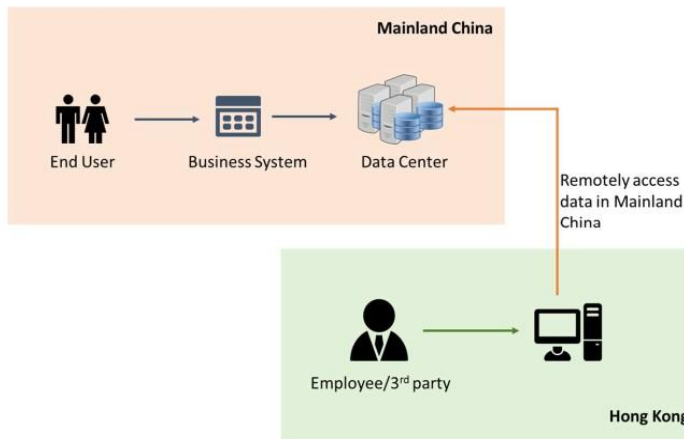 Mainland China
End User
Business System
Data Center
Remotely access
data in Mainland
China
Employee/3rd party
Hong Kong